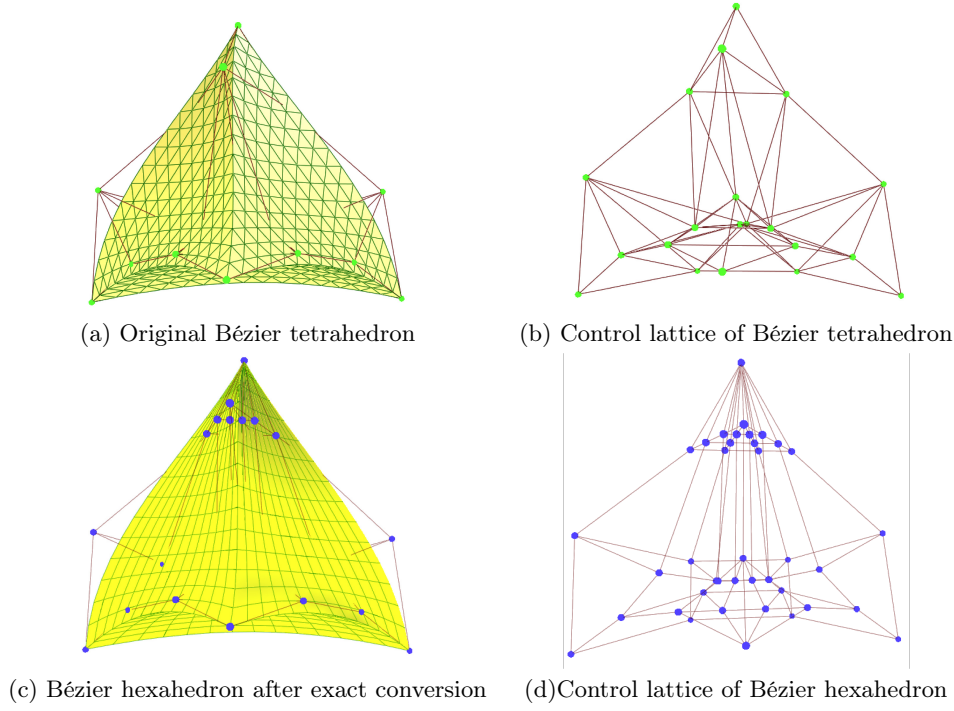 (a) Original Bézier tetrahedron
(b) Control lattice of Bézier tetrahedron
(c) Bézier hexahedron after exact conversion
(d)Control lattice of Bézier hexahedron